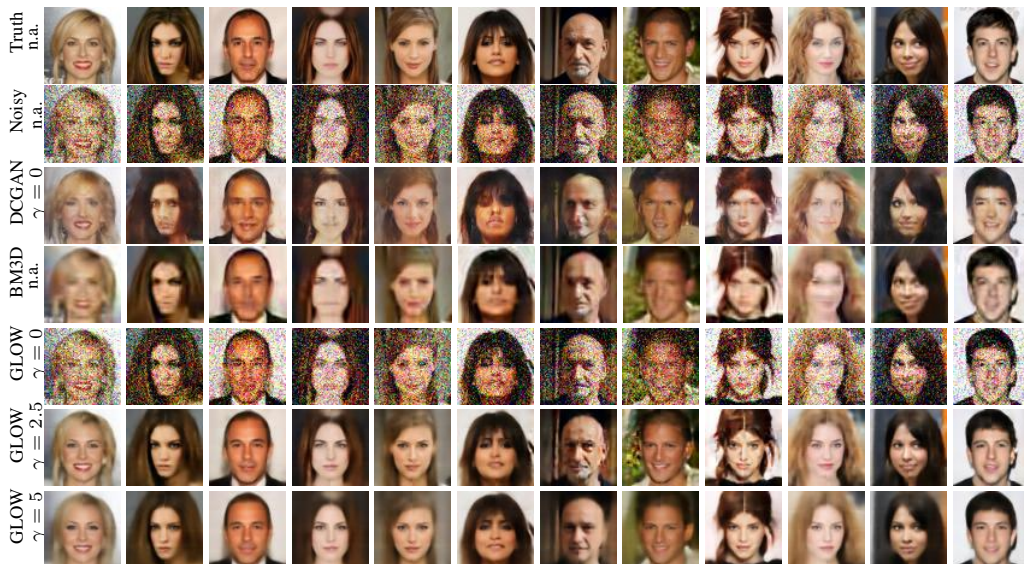 Truth
n.a.
Noisy
n.a.
DCGAN
γ = 0
BM3D
n.a.
GLOW
γ = 0
GLOW
γ = 2.5
GLOW
γ = 5